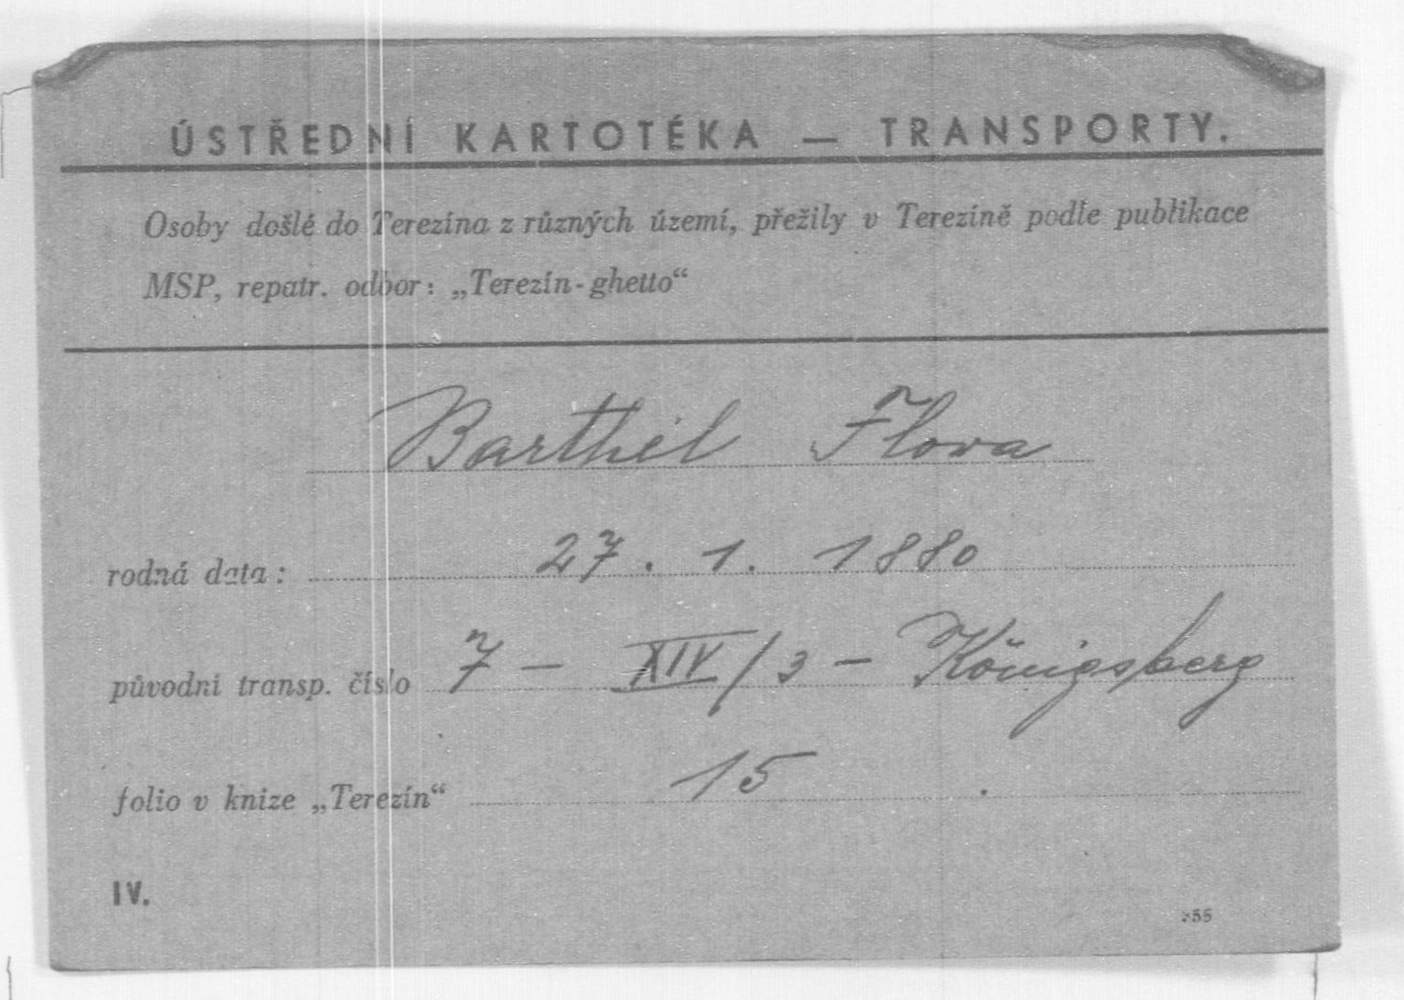 ÚSTŘEDNÍ KARTOTÉKA — TRANSPORTY.
Osoby došlé do Terezína z různých území, přežily v Terezíně podle publikace
MSP, repatr. odbor: „Terezín-ghetto“
Barthel Flora
rodná data: 27. 1. 1880
původní transp. číslo 7 — XIV/3 — Königsberg
folio v knize „Terezín“ 15
IV.